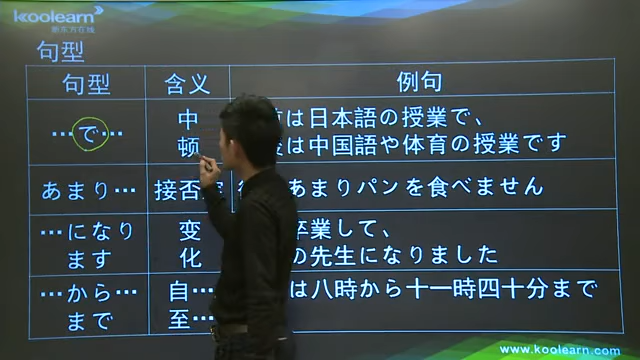 koolearn
新东方在线
句型
句型 含义 例句
…で… 中顿 は日本語の授業で、
は中国語や体育の授業です
あまり… 接否 あまりパンを食べません
…になります 变化 卒業して、
の先生になりました
…から…まで 自…至… は八時から十一時四十分まで
www.koolearn.com